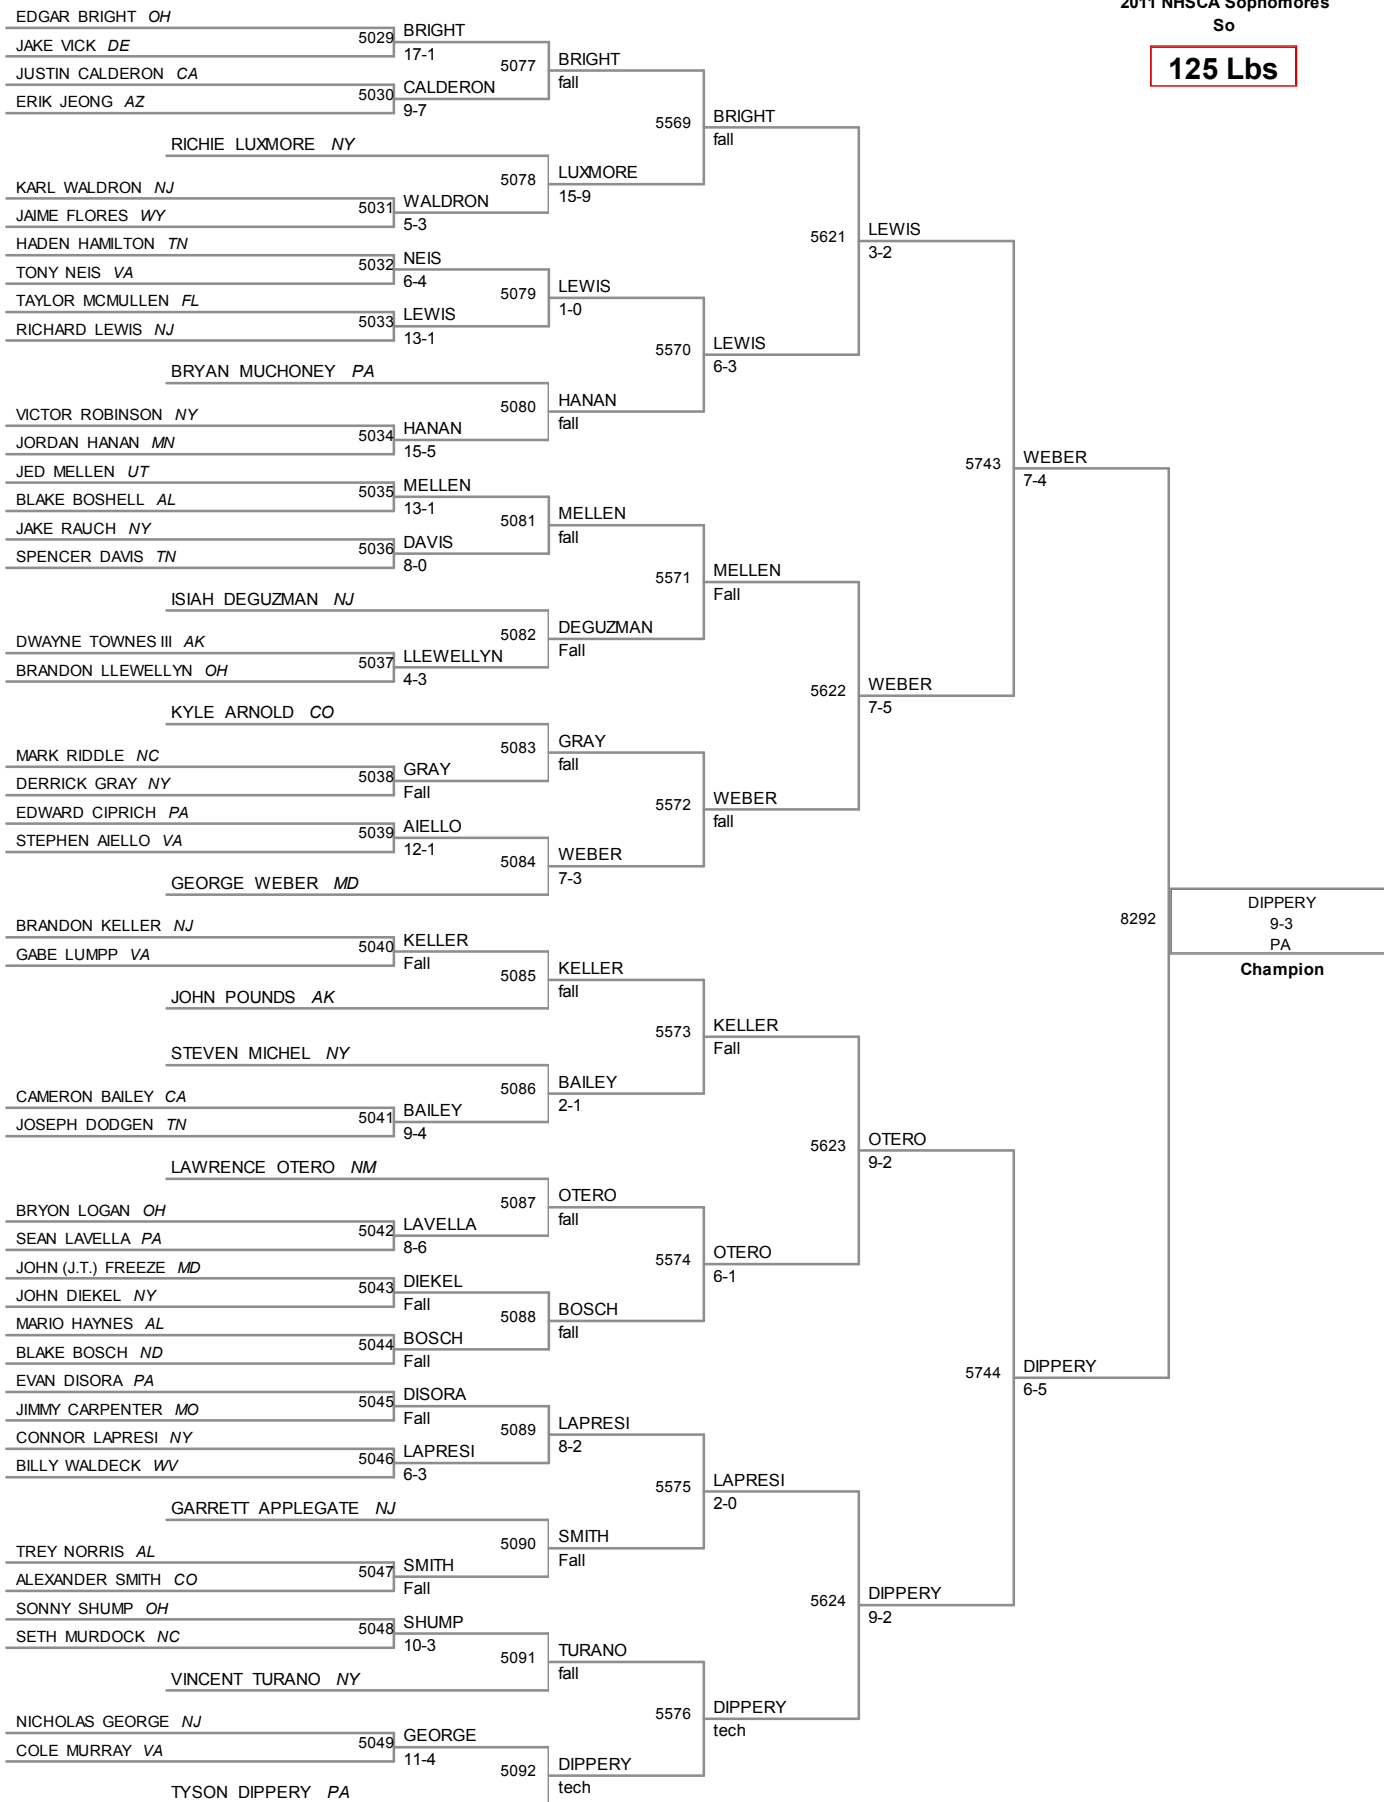 2011 NHSCA Sophomores
So
125 Lbs
EDGAR BRIGHT OH
JAKE VICK DE
5029 BRIGHT
17-1
JUSTIN CALDERON CA
ERIK JEONG AZ
5030 CALDERON
9-7
5077 BRIGHT
fall
RICHIE LUXMORE NY
KARL WALDRON NJ
JAIME FLORES WY
5031 WALDRON
5-3
5078 LUXMORE
15-9
5569 BRIGHT
fall
HADEN HAMILTON TN
TONY NEIS VA
5032 NEIS
6-4
TAYLOR MCMULLEN FL
RICHARD LEWIS NJ
5033 LEWIS
13-1
5079 LEWIS
1-0
BRYAN MUCHONEY PA
VICTOR ROBINSON NY
JORDAN HANAN MN
5034 HANAN
15-5
5080 HANAN
fall
5570 LEWIS
6-3
5621 LEWIS
3-2
JED MELLEN UT
BLAKE BOSHELL AL
5035 MELLEN
13-1
JAKE RAUCH NY
SPENCER DAVIS TN
5036 DAVIS
8-0
5081 MELLEN
fall
ISIAH DEGUZMAN NJ
DWAYNE TOWNES III AK
BRANDON LLEWELLYN OH
5037 LLEWELLYN
4-3
5082 DEGUZMAN
Fall
5571 MELLEN
Fall
KYLE ARNOLD CO
MARK RIDDLE NC
DERRICK GRAY NY
5038 GRAY
Fall
5083 GRAY
fall
EDWARD CIPRICH PA
STEPHEN AIELLO VA
5039 AIELLO
12-1
GEORGE WEBER MD
5084 WEBER
7-3
5572 WEBER
fall
5622 WEBER
7-5
5743 WEBER
7-4
BRANDON KELLER NJ
GABE LUMPP VA
5040 KELLER
Fall
JOHN POUNDS AK
5085 KELLER
fall
STEVEN MICHEL NY
CAMERON BAILEY CA
JOSEPH DODGEN TN
5041 BAILEY
9-4
5086 BAILEY
2-1
5573 KELLER
Fall
LAWRENCE OTERO NM
BRYON LOGAN OH
SEAN LAVELLA PA
5042 LAVELLA
8-6
5087 OTERO
fall
JOHN (J.T.) FREEZE MD
JOHN DIEKEL NY
5043 DIEKEL
Fall
MARIO HAYNES AL
BLAKE BOSCH ND
5044 BOSCH
Fall
5088 BOSCH
fall
5574 OTERO
6-1
5623 OTERO
9-2
EVAN DISORA PA
JIMMY CARPENTER MO
5045 DISORA
Fall
CONNOR LAPRESI NY
BILLY WALDECK WV
5046 LAPRESI
6-3
5089 LAPRESI
8-2
GARRETT APPLEGATE NJ
TREY NORRIS AL
ALEXANDER SMITH CO
5047 SMITH
Fall
5090 SMITH
Fall
5575 LAPRESI
2-0
SONNY SHUMP OH
SETH MURDOCK NC
5048 SHUMP
10-3
VINCENT TURANO NY
5091 TURANO
fall
NICHOLAS GEORGE NJ
COLE MURRAY VA
5049 GEORGE
11-4
TYSON DIPPERY PA
5092 DIPPERY
tech
5576 DIPPERY
tech
5624 DIPPERY
9-2
5744 DIPPERY
6-5
8292 DIPPERY
9-3
PA
Champion